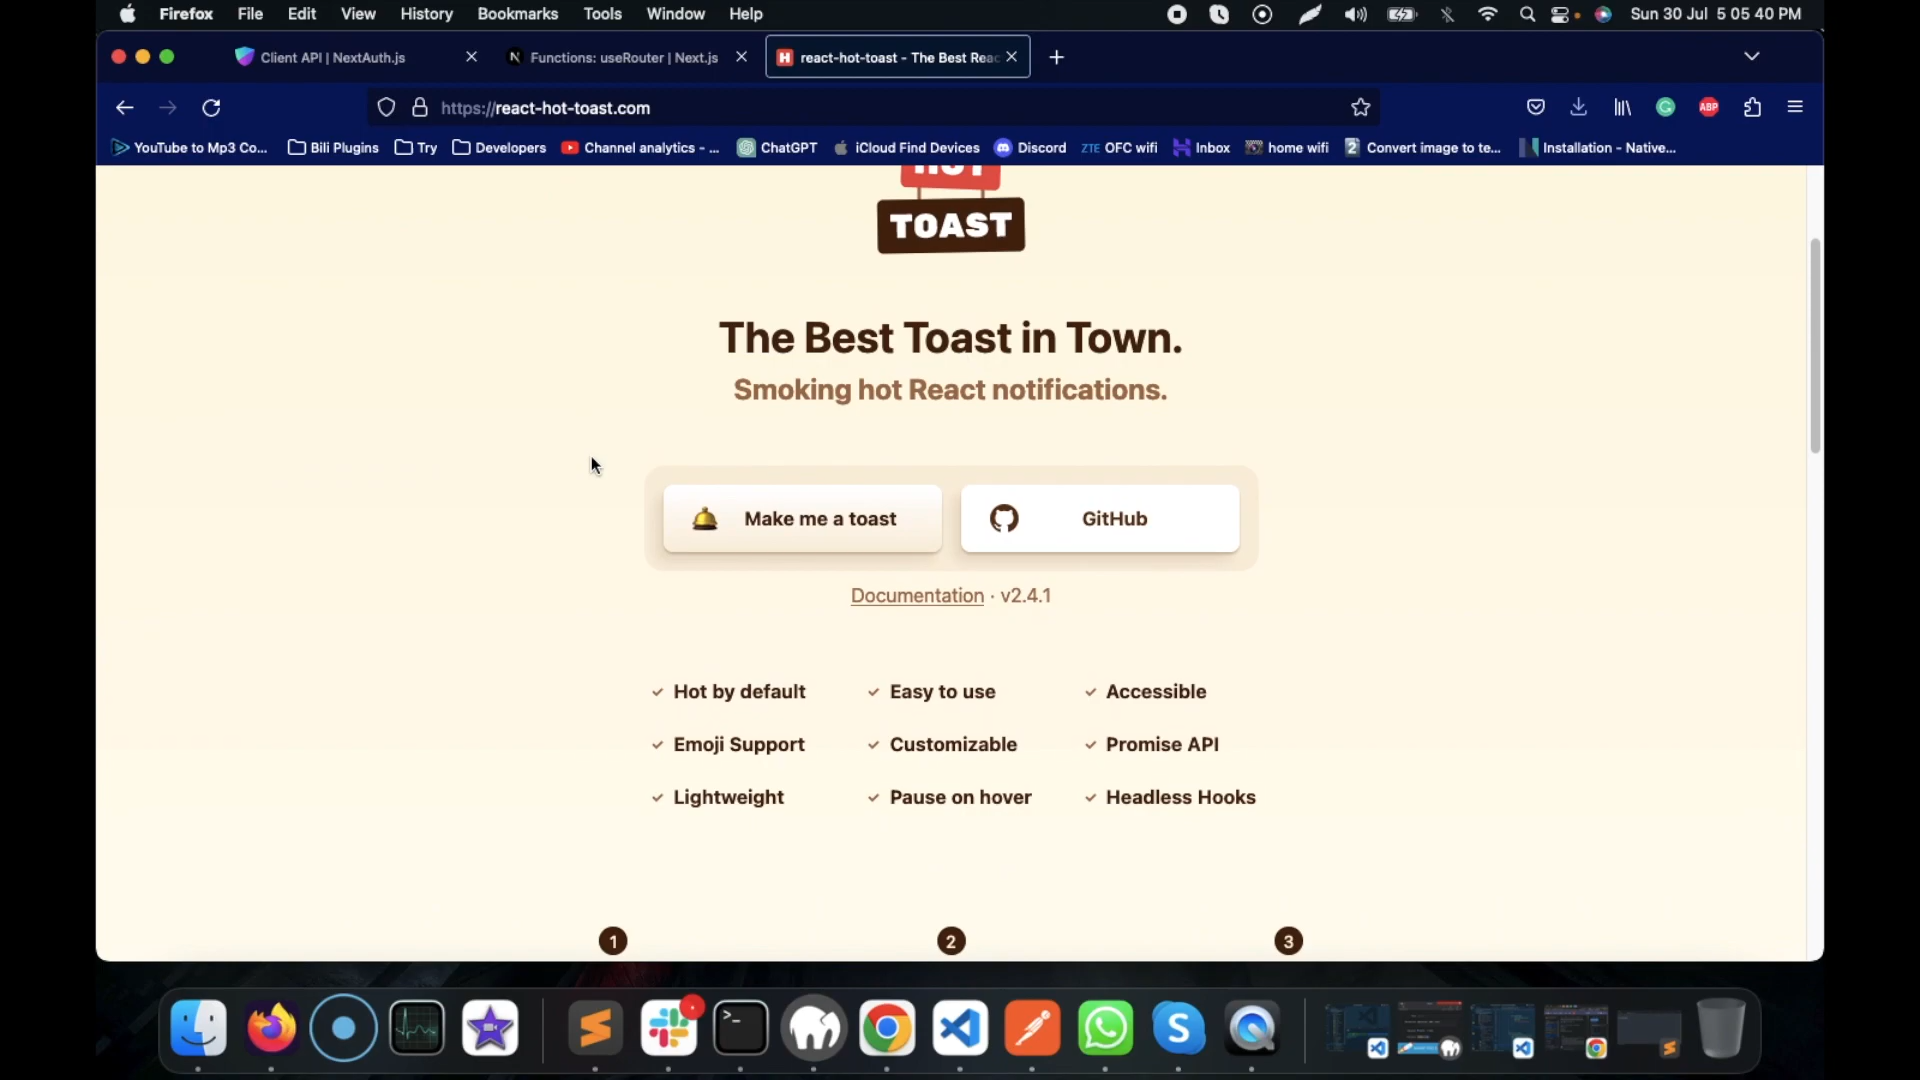 Firefox File Edit View History Bookmarks Tools Window Help Sun 30 Jul 5 05 40 PM
Client API | NextAuth.js Functions: useRouter | Next.js react-hot-toast - The Best Reac
https://react-hot-toast.com ABP
YouTube to Mp3 Co... Bili Plugins Try Developers Channel analytics - ... ChatGPT iCloud Find Devices Discord ZTE OFC wifi Inbox home wifi Convert image to te... Installation - Native...
HOT
TOAST
The Best Toast in Town.
Smoking hot React notifications.
Make me a toast GitHub
Documentation · v2.4.1
Hot by default Easy to use Accessible
Emoji Support Customizable Promise API
Lightweight Pause on hover Headless Hooks
1 2 3